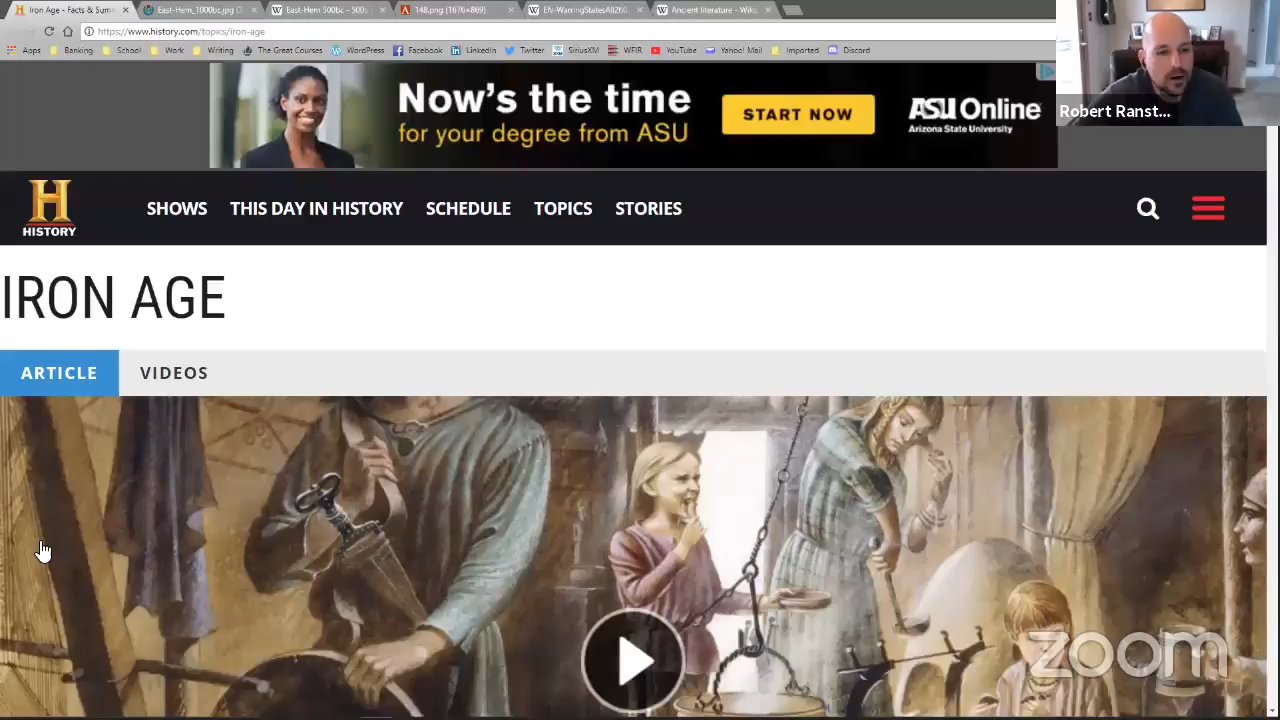 Iron Age - Facts & Sum
East-Hem_1000bc.jpg (
East-Hem 500bc - 500s
148.png (1676×869)
EN-WarringStatesAll260
Ancient literature - Wiki
https://www.history.com/topics/iron-age
Apps
Banking
School
Work
Writing
The Great Courses
WordPress
Facebook
LinkedIn
Twitter
SiriusXM
WFIR
YouTube
Yahoo! Mail
Imported
Discord
Robert Ranst...
Now's the time
for your degree from ASU
START NOW
ASU Online
Arizona State University
H
HISTORY
SHOWS
THIS DAY IN HISTORY
SCHEDULE
TOPICS
STORIES
IRON AGE
ARTICLE
VIDEOS
zoom